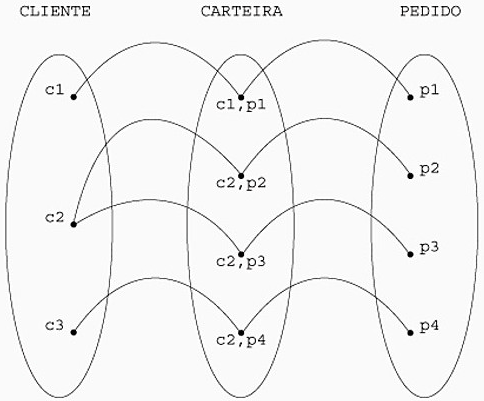 CLIENTE CARTEIRA PEDIDO
c1 c1,p1 p1
c2,p2 p2
c2 c2,p3 p3
c3 c2,p4 p4